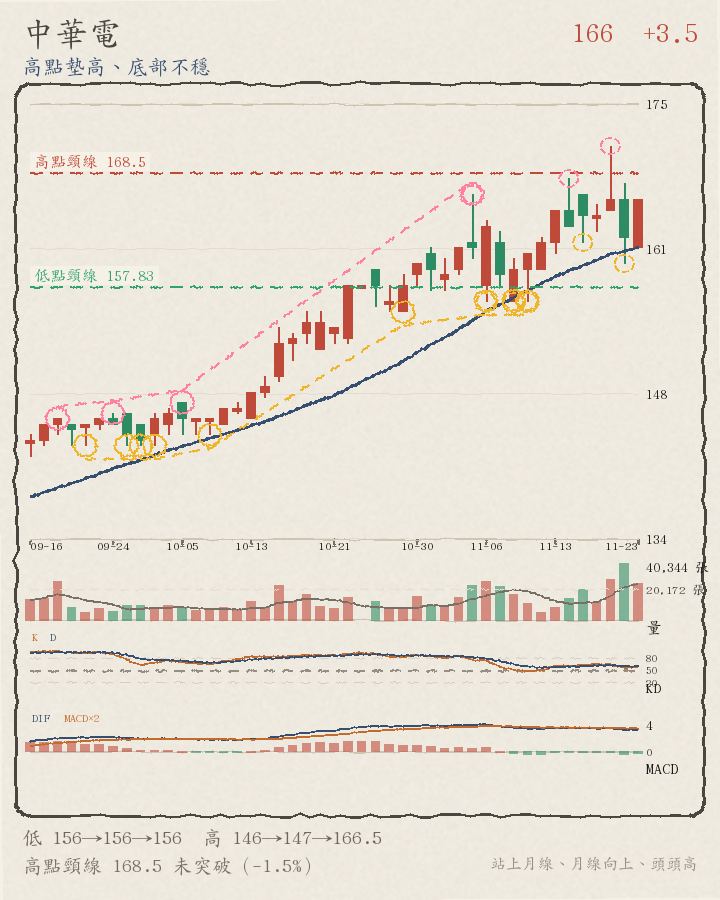 中華電
166 +3.5
高點墊高、底部不穩
175
高點頸線 168.5
161
低點頸線 157.83
148
134
09-16 09-24 10-05 10-13 10-21 10-30 11-06 11-13 11-23
40,344 張
20,172 張
量
K D
80
50
20
KD
DIF MACD×2
4
0
MACD
低 156→156→156 高 146→147→166.5
高點頸線 168.5 未突破 (-1.5%)
站上月線、月線向上、頭頭高